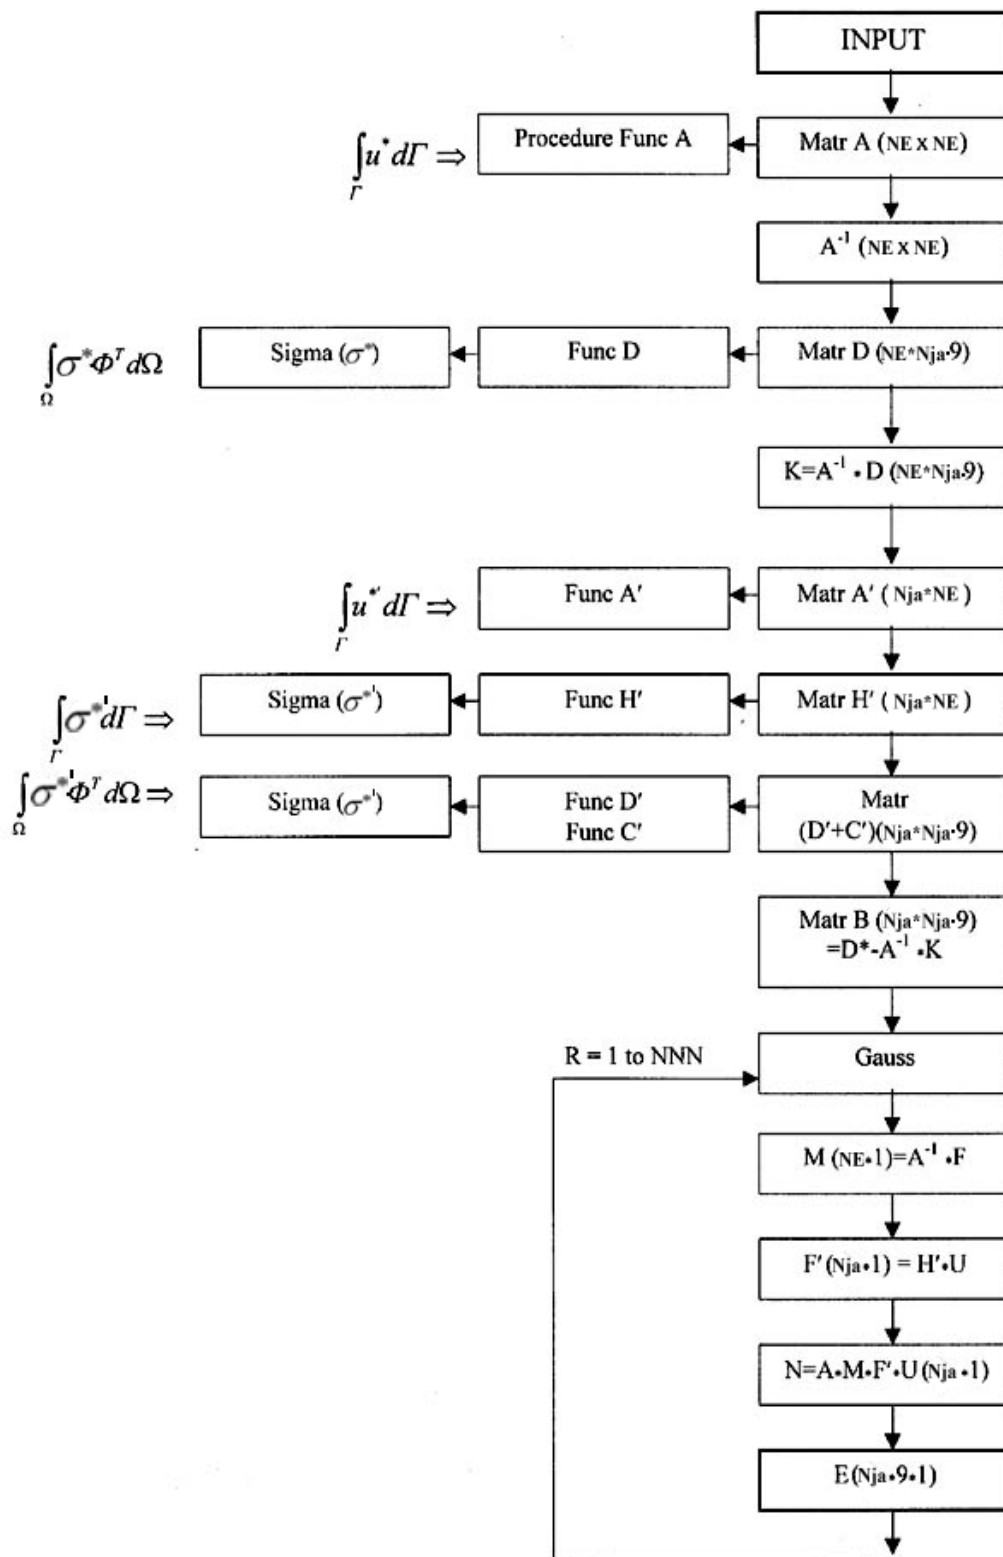 INPUT
∫Γ u* dΓ ⇒ Procedure Func A Matr A (NE X NE)
A⁻¹ (NE X NE)
∫Ω σ*Φᵀ dΩ Sigma (σ*) Func D Matr D (NE*Nja·9)
K=A⁻¹ • D (NE*Nja·9)
∫Γ u*′ dΓ ⇒ Func A′ Matr A′ ( Nja*NE )
∫Γ σ*′ dΓ ⇒ Sigma (σ*′) Func H′ Matr H′ ( Nja*NE )
∫Ω σ*′Φᵀ dΩ ⇒ Sigma (σ*′) Func D′ Matr
Func C′ (D′+C′)(Nja*Nja·9)
Matr B (Nja*Nja·9)
=D*-A⁻¹ •K
R = 1 to NNN Gauss
M (NE•1)=A⁻¹ •F
F′ (Nja•1) = H′•U
N=A•M•F′•U (Nja •1)
E (Nja•9•1)